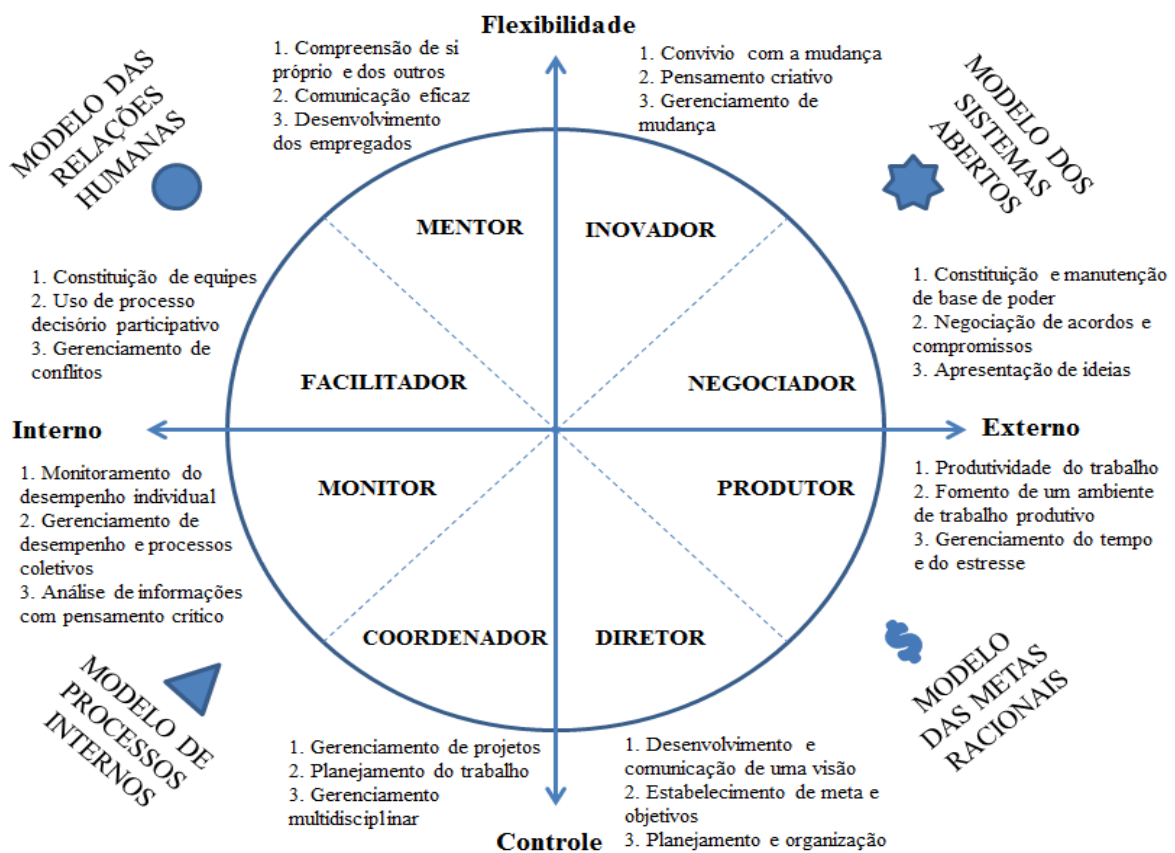 Flexibilidade
MODELO DAS
RELAÇÕES
HUMANAS
1. Compreensão de si
próprio e dos outros
2. Comunicação eficaz
3. Desenvolvimento
dos empregados
1. Convívio com a mudança
2. Pensamento criativo
3. Gerenciamento de
mudança
MODELO DOS
SISTEMAS
ABERTOS
MENTOR
INOVADOR
1. Constituição de equipes
2. Uso de processo
decisório participativo
3. Gerenciamento de
conflitos
1. Constituição e manutenção
de base de poder
2. Negociação de acordos e
compromissos
3. Apresentação de ideias
FACILITADOR
NEGOCIADOR
Interno
Externo
1. Monitoramento do
desempenho individual
2. Gerenciamento de
desempenho e processos
coletivos
3. Análise de informações
com pensamento crítico
MONITOR
PRODUTOR
1. Produtividade do trabalho
2. Fomento de um ambiente
de trabalho produtivo
3. Gerenciamento do tempo
e do estresse
COORDENADOR
DIRETOR
MODELO DE
PROCESSOS
INTERNOS
1. Gerenciamento de projetos
2. Planejamento do trabalho
3. Gerenciamento
multidisciplinar
1. Desenvolvimento e
comunicação de uma visão
2. Estabelecimento de meta e
objetivos
3. Planejamento e organização
MODELO
DAS METAS
RACIONAIS
Controle